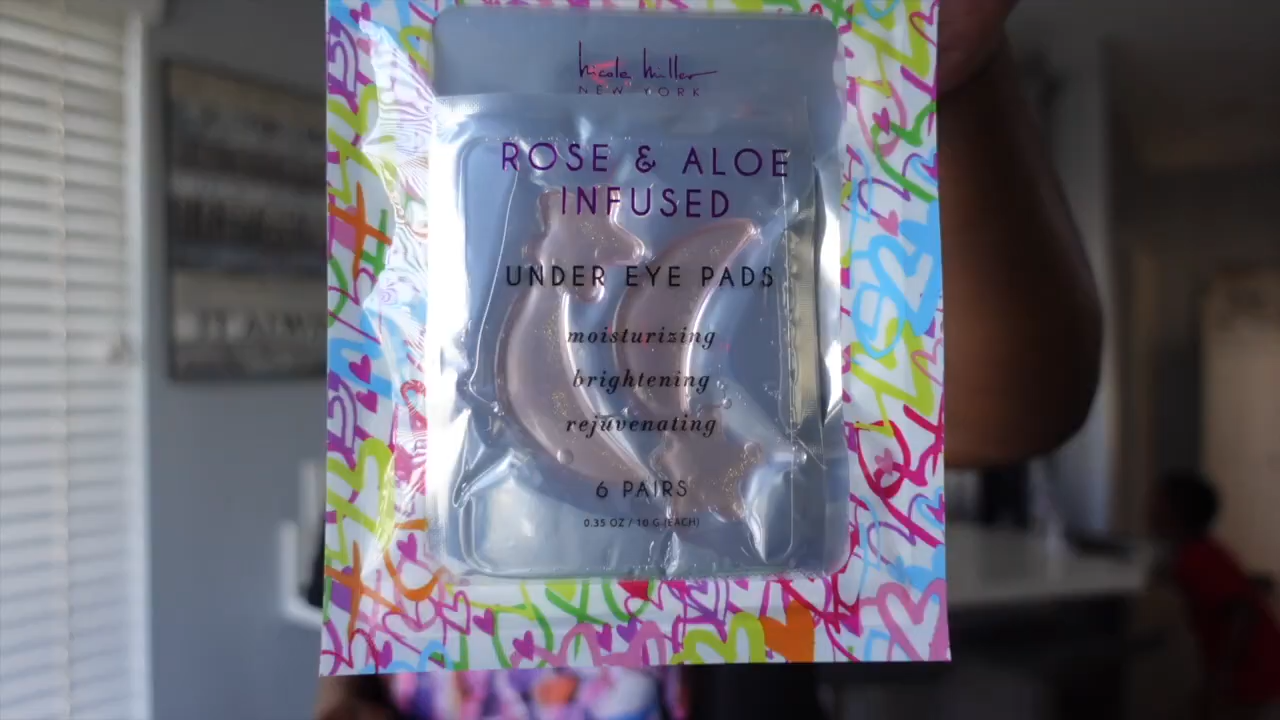 Nicole Miller
NEW YORK
ROSE & ALOE
INFUSED
UNDER EYE PADS
moisturizing
brightening
rejuvenating
6 PAIRS
0.35 OZ / 10 G (EACH)